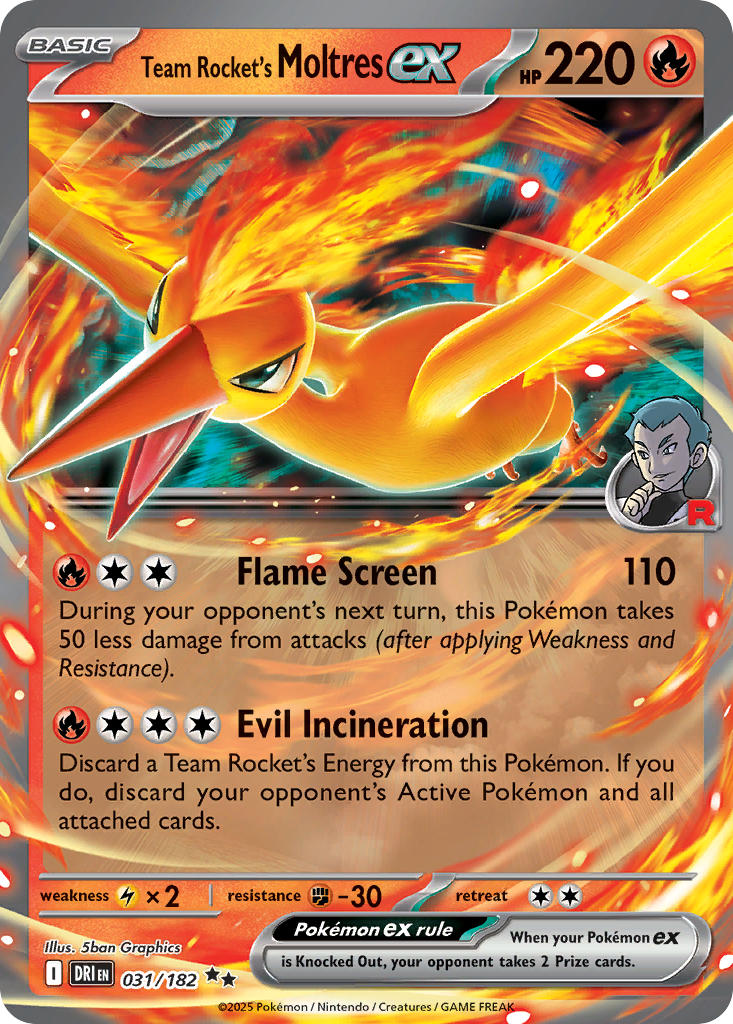 BASIC
Team Rocket's Moltres ex HP 220
R
Flame Screen 110
During your opponent's next turn, this Pokémon takes
50 less damage from attacks (after applying Weakness and
Resistance).
Evil Incineration
Discard a Team Rocket's Energy from this Pokémon. If you
do, discard your opponent's Active Pokémon and all
attached cards.
weakness ×2 resistance -30 retreat
Pokémon ex rule When your Pokémon ex
is Knocked Out, your opponent takes 2 Prize cards.
Illus. 5ban Graphics
I DRI EN 031/182 ★★
©2025 Pokémon / Nintendo / Creatures / GAME FREAK